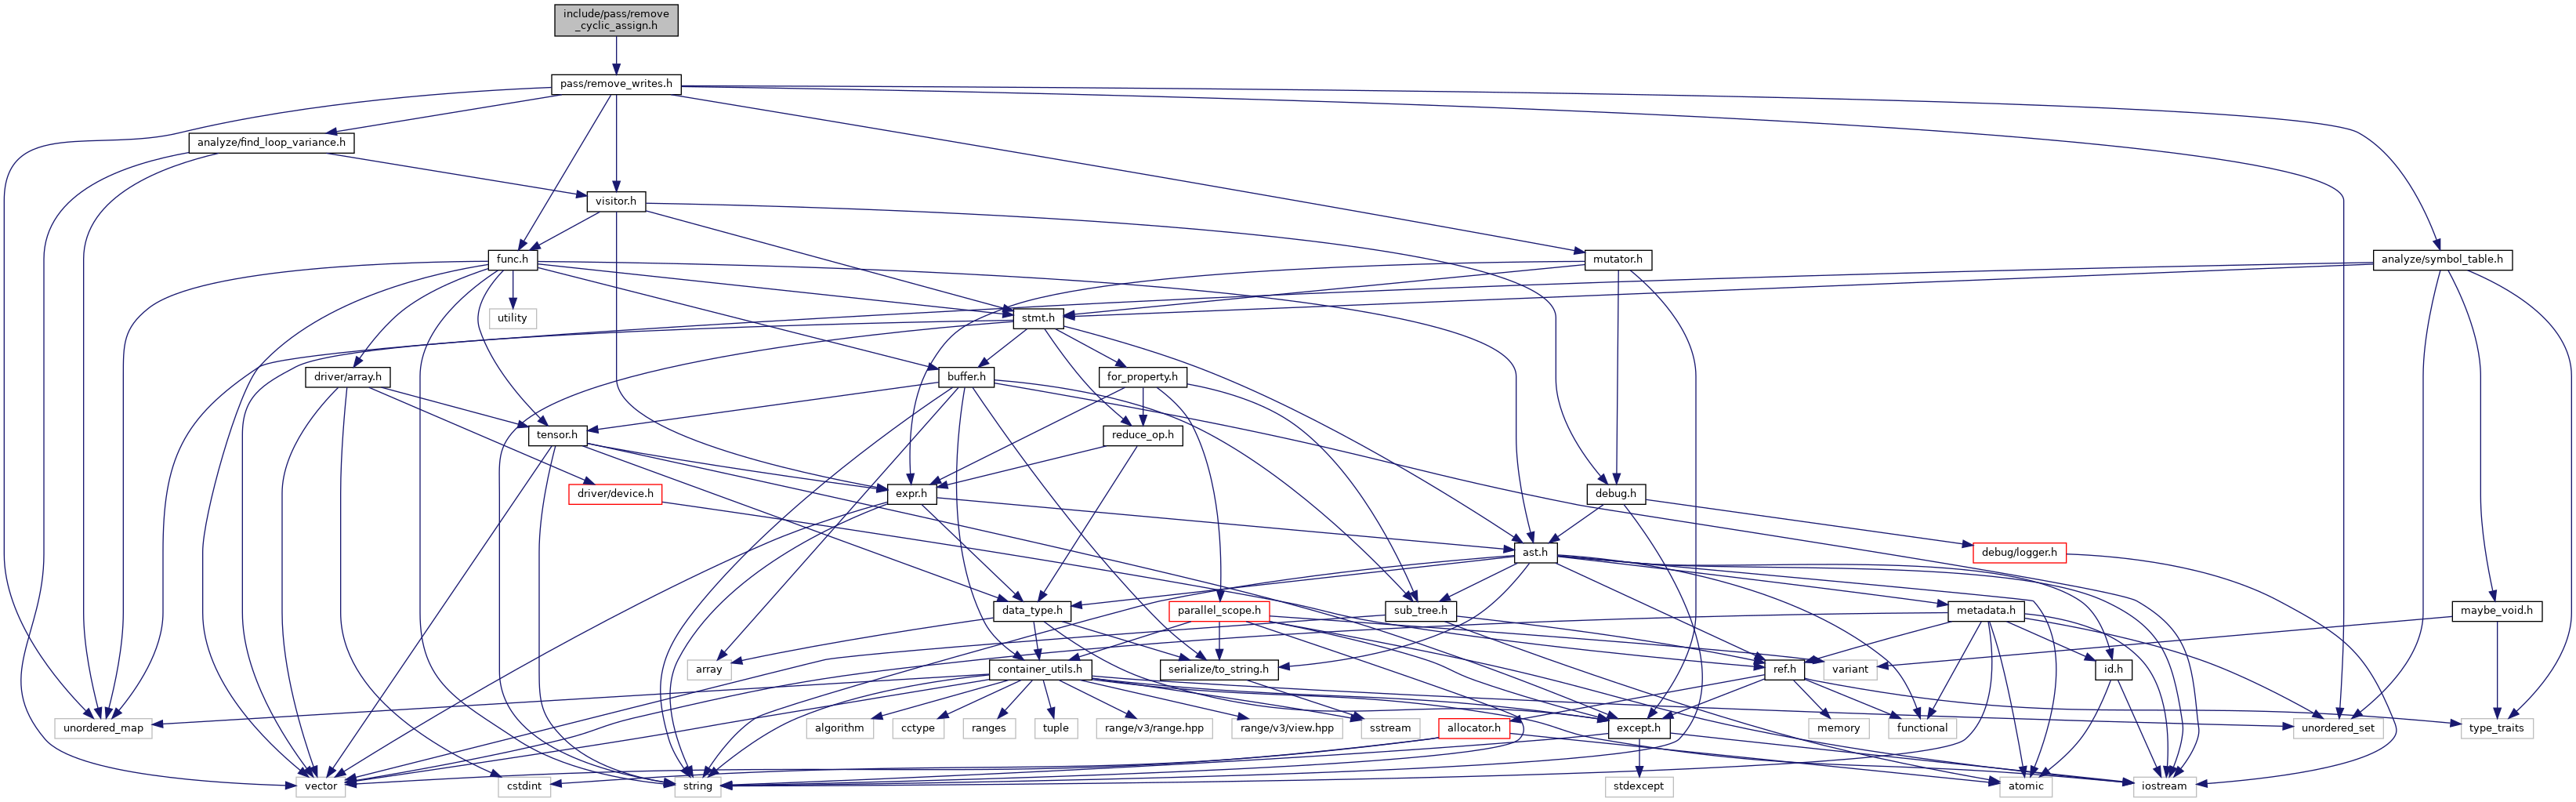 include/pass/remove
_cyclic_assign.h
pass/remove_writes.h
analyze/find_loop_variance.h
visitor.h
func.h
mutator.h
analyze/symbol_table.h
utility
stmt.h
driver/array.h
buffer.h
for_property.h
tensor.h
reduce_op.h
driver/device.h
expr.h
debug.h
ast.h
debug/logger.h
data_type.h
parallel_scope.h
sub_tree.h
metadata.h
maybe_void.h
array
container_utils.h
serialize/to_string.h
ref.h
variant
id.h
unordered_map
algorithm
cctype
ranges
tuple
range/v3/range.hpp
range/v3/view.hpp
sstream
allocator.h
except.h
memory
functional
unordered_set
type_traits
vector
cstdint
string
stdexcept
atomic
iostream